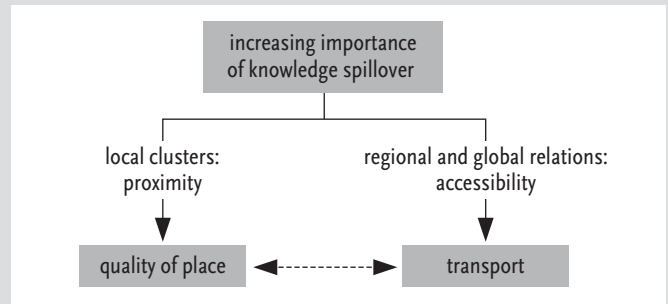 increasing importance
of knowledge spillover
local clusters:
proximity
regional and global relations:
accessibility
quality of place
transport